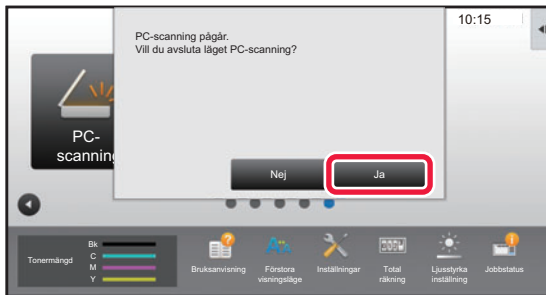 10:15
PC-scanning pågår.
Vill du avsluta läget PC-scanning?
PC-
scanning
Nej
Ja
Tonermängd
Bk
C
M
Y
Bruksanvisning
Förstora
visningsläge
Inställningar
Total
räkning
Ljusstyrka
inställning
Jobbstatus